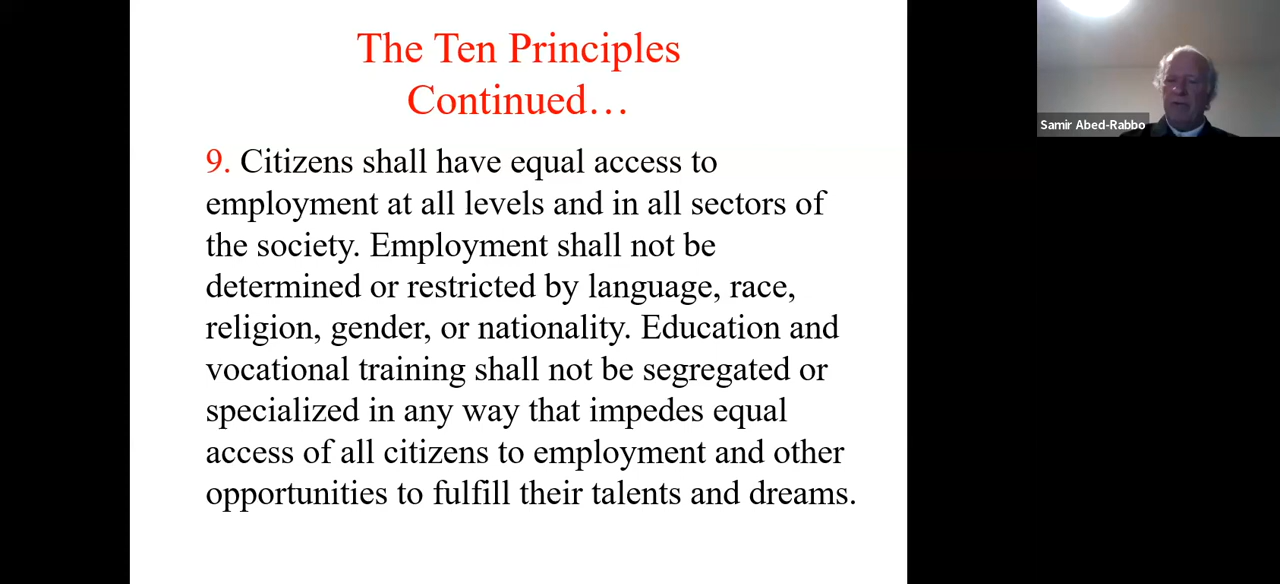 The Ten Principles
Continued…
9. Citizens shall have equal access to
employment at all levels and in all sectors of
the society. Employment shall not be
determined or restricted by language, race,
religion, gender, or nationality. Education and
vocational training shall not be segregated or
specialized in any way that impedes equal
access of all citizens to employment and other
opportunities to fulfill their talents and dreams.
Samir Abed-Rabbo